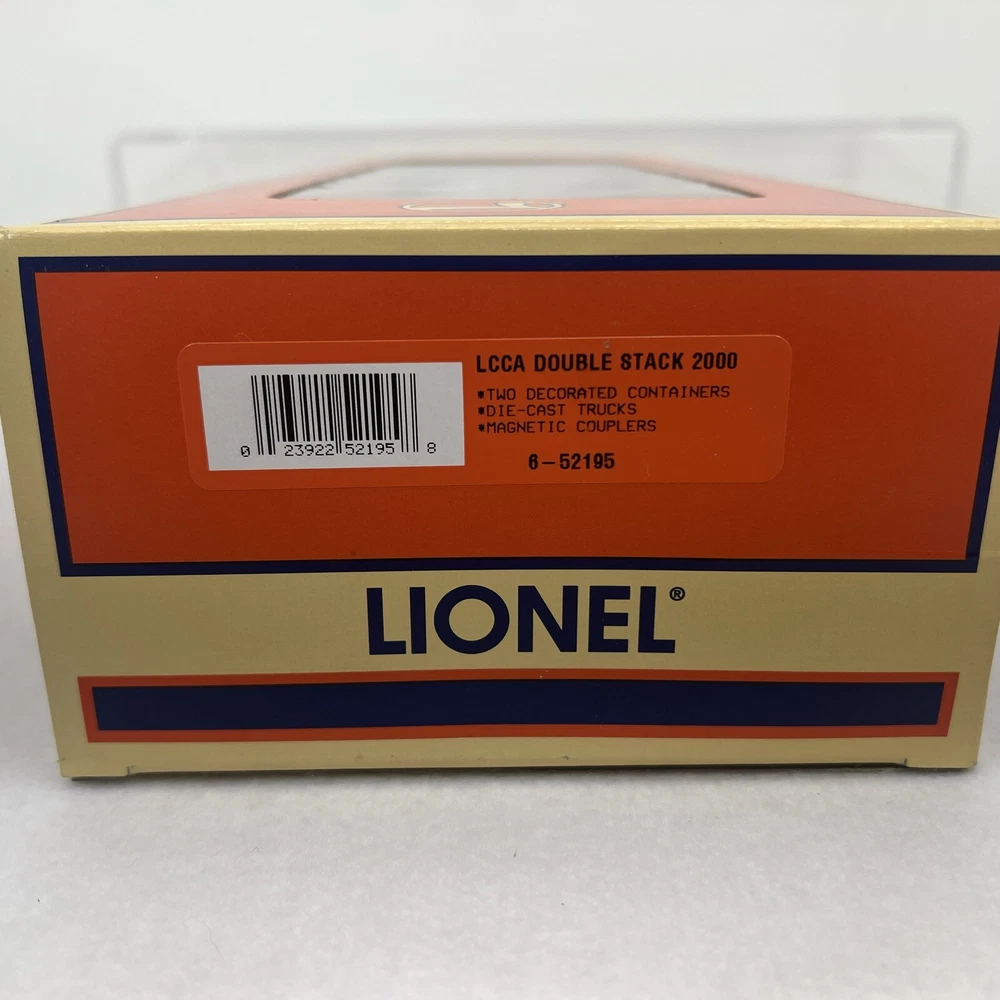 LCCA DOUBLE STACK 2000
*TWO DECORATED CONTAINERS
*DIE-CAST TRUCKS
*MAGNETIC COUPLERS
6-52195
0 23922 52195 8
LIONEL®